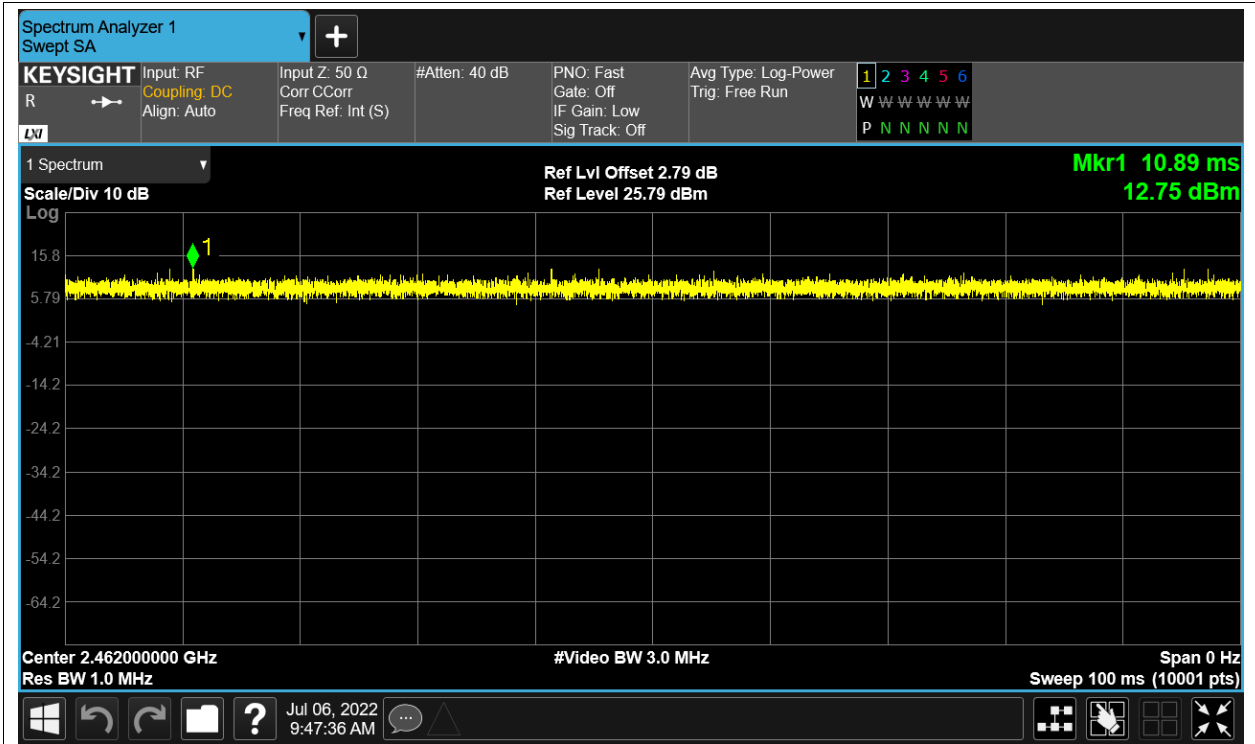 Spectrum Analyzer 1
Swept SA
KEYSIGHT
R
LXI
Input: RF
Coupling: DC
Align: Auto
Input Z: 50 Ω
Corr CCorr
Freq Ref: Int (S)
#Atten: 40 dB
PNO: Fast
Gate: Off
IF Gain: Low
Sig Track: Off
Avg Type: Log-Power
Trig: Free Run
1 2 3 4 5 6
W W W W W W
P N N N N N
1 Spectrum
Scale/Div 10 dB
Log
Ref Lvl Offset 2.79 dB
Ref Level 25.79 dBm
Mkr1 10.89 ms
12.75 dBm
1
15.8
5.79
-4.21
-14.2
-24.2
-34.2
-44.2
-54.2
-64.2
Center 2.462000000 GHz
Res BW 1.0 MHz
#Video BW 3.0 MHz
Span 0 Hz
Sweep 100 ms (10001 pts)
?
Jul 06, 2022
9:47:36 AM